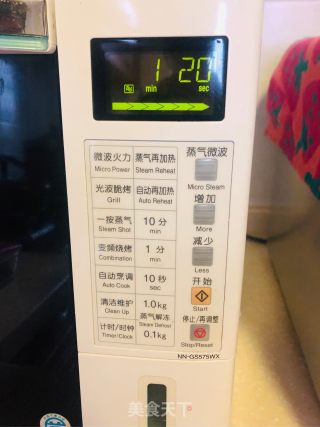 1 20
min sec
微波火力 蒸气再加热 蒸气微波
Micro Power Steam Reheat Micro Steam
光波脆烤 自动再加热 增加
Grill Auto Reheat More
一按蒸气 10分 减少
Steam Shot min Less
变频烧烤 1分
Combination min
自动烹调 10秒 开始
Auto Cook sec Start
清洁维护 1.0kg
Clean Up
计时/时钟 蒸气解冻 停止/再调整
Timer/Clock Steam Defrost Stop/Reset
0.1kg
NN-GS575WX
美食天下